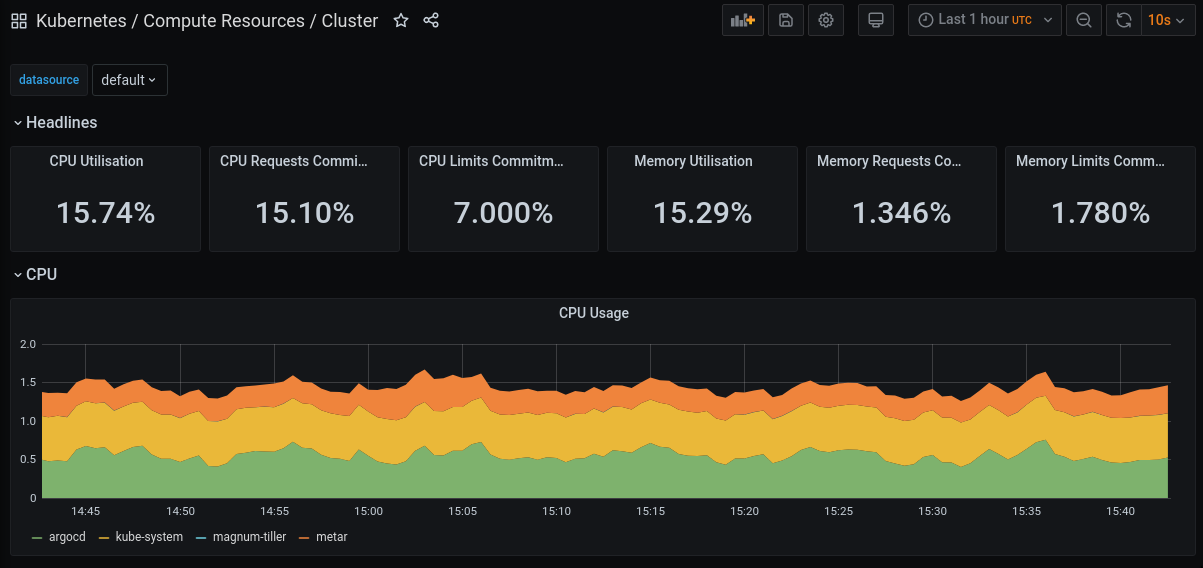 Kubernetes / Compute Resources / Cluster
Last 1 hour UTC
10s
datasource
default
Headlines
CPU Utilisation
CPU Requests Commi...
CPU Limits Commitm...
Memory Utilisation
Memory Requests Co...
Memory Limits Comm...
15.74%
15.10%
7.000%
15.29%
1.346%
1.780%
CPU
CPU Usage
2.0
1.5
1.0
0.5
0
14:45
14:50
14:55
15:00
15:05
15:10
15:15
15:20
15:25
15:30
15:35
15:40
argocd
kube-system
magnum-tiller
metar